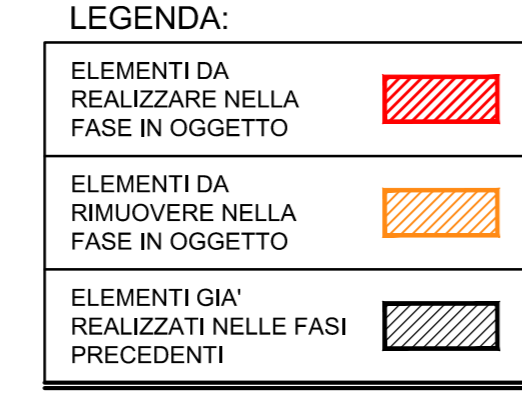 LEGENDA:
ELEMENTI DA
REALIZZARE NELLA
FASE IN OGGETTO
ELEMENTI DA
RIMUOVERE NELLA
FASE IN OGGETTO
ELEMENTI GIA'
REALIZZATI NELLE FASI
PRECEDENTI